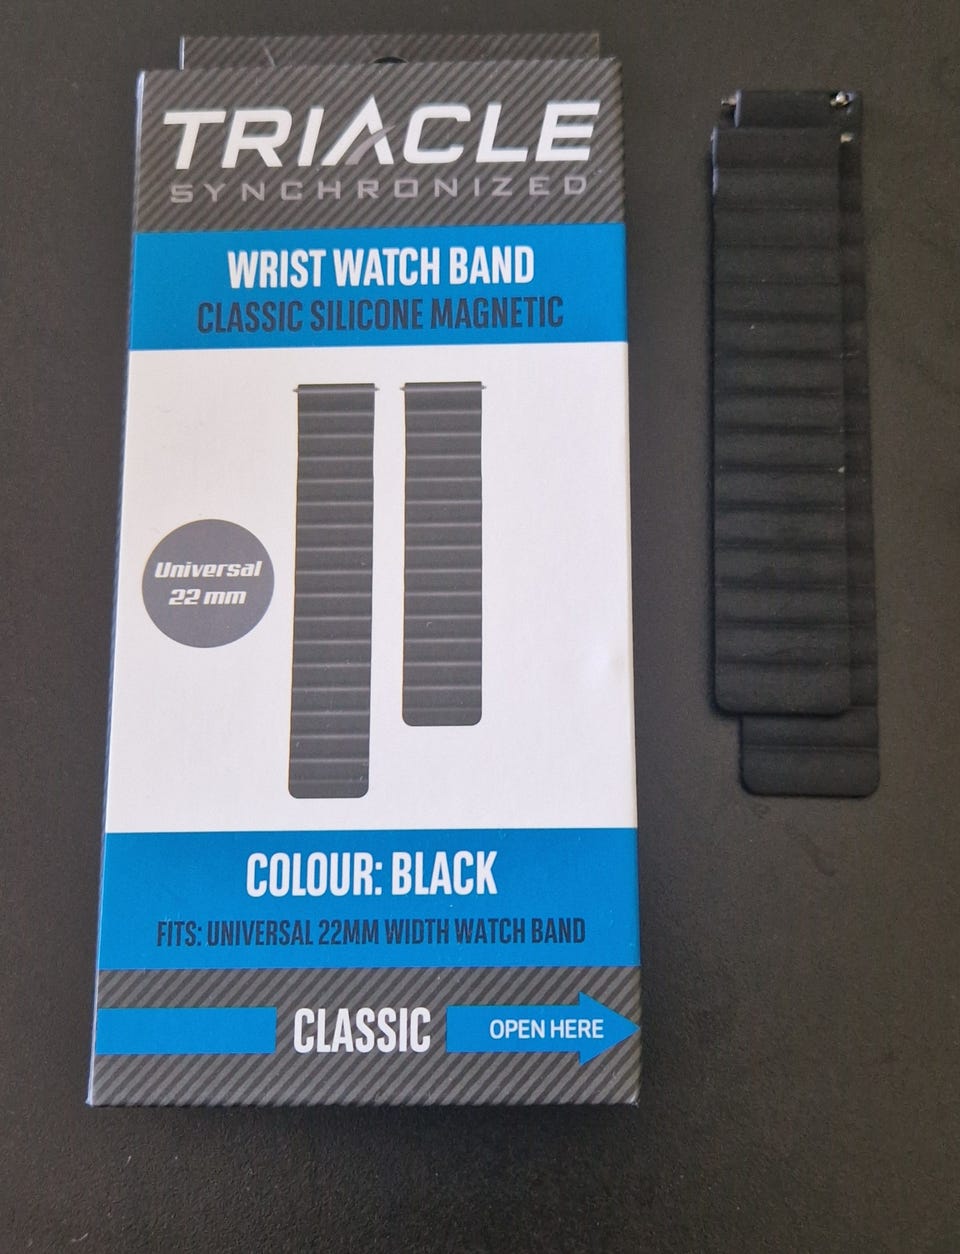 TRIACLE
SYNCHRONIZED
WRIST WATCH BAND
CLASSIC SILICONE MAGNETIC
Universal
22 mm
COLOUR: BLACK
FITS: UNIVERSAL 22MM WIDTH WATCH BAND
CLASSIC
OPEN HERE